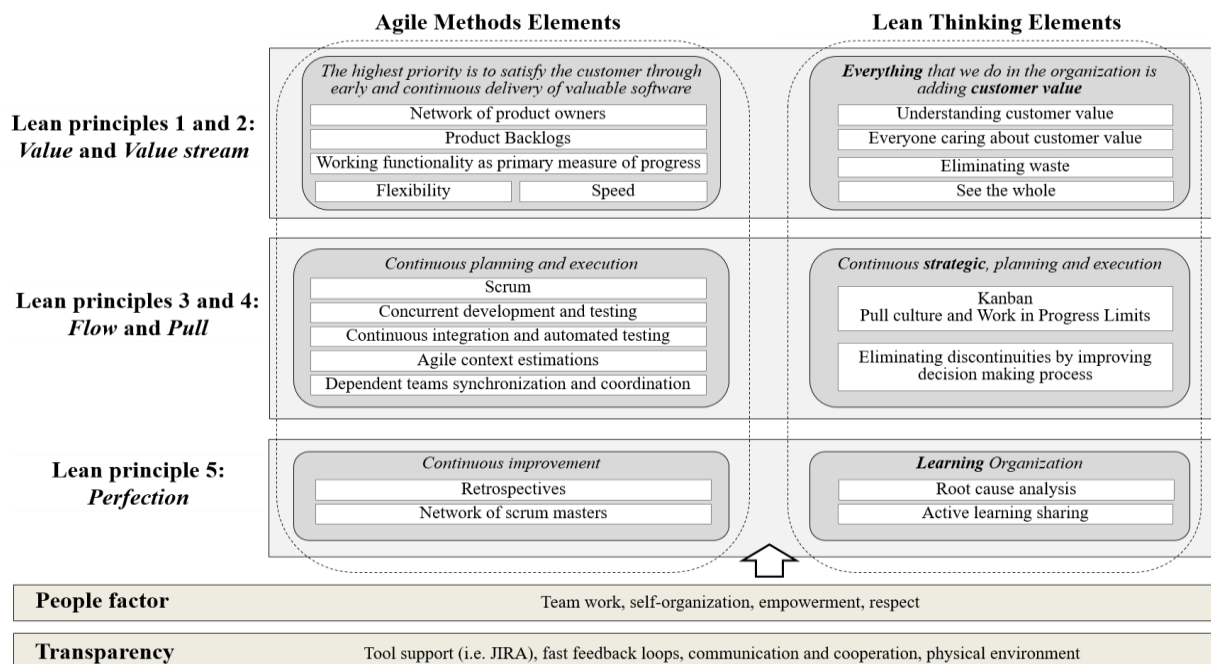 Agile Methods Elements
Lean Thinking Elements
Lean principles 1 and 2:
Value and Value stream
The highest priority is to satisfy the customer through
early and continuous delivery of valuable software
Network of product owners
Product Backlogs
Working functionality as primary measure of progress
Flexibility
Speed
Everything that we do in the organization is
adding customer value
Understanding customer value
Everyone caring about customer value
Eliminating waste
See the whole
Lean principles 3 and 4:
Flow and Pull
Continuous planning and execution
Scrum
Concurrent development and testing
Continuous integration and automated testing
Agile context estimations
Dependent teams synchronization and coordination
Continuous strategic, planning and execution
Kanban
Pull culture and Work in Progress Limits
Eliminating discontinuities by improving
decision making process
Lean principle 5:
Perfection
Continuous improvement
Retrospectives
Network of scrum masters
Learning Organization
Root cause analysis
Active learning sharing
People factor
Team work, self-organization, empowerment, respect
Transparency
Tool support (i.e. JIRA), fast feedback loops, communication and cooperation, physical environment